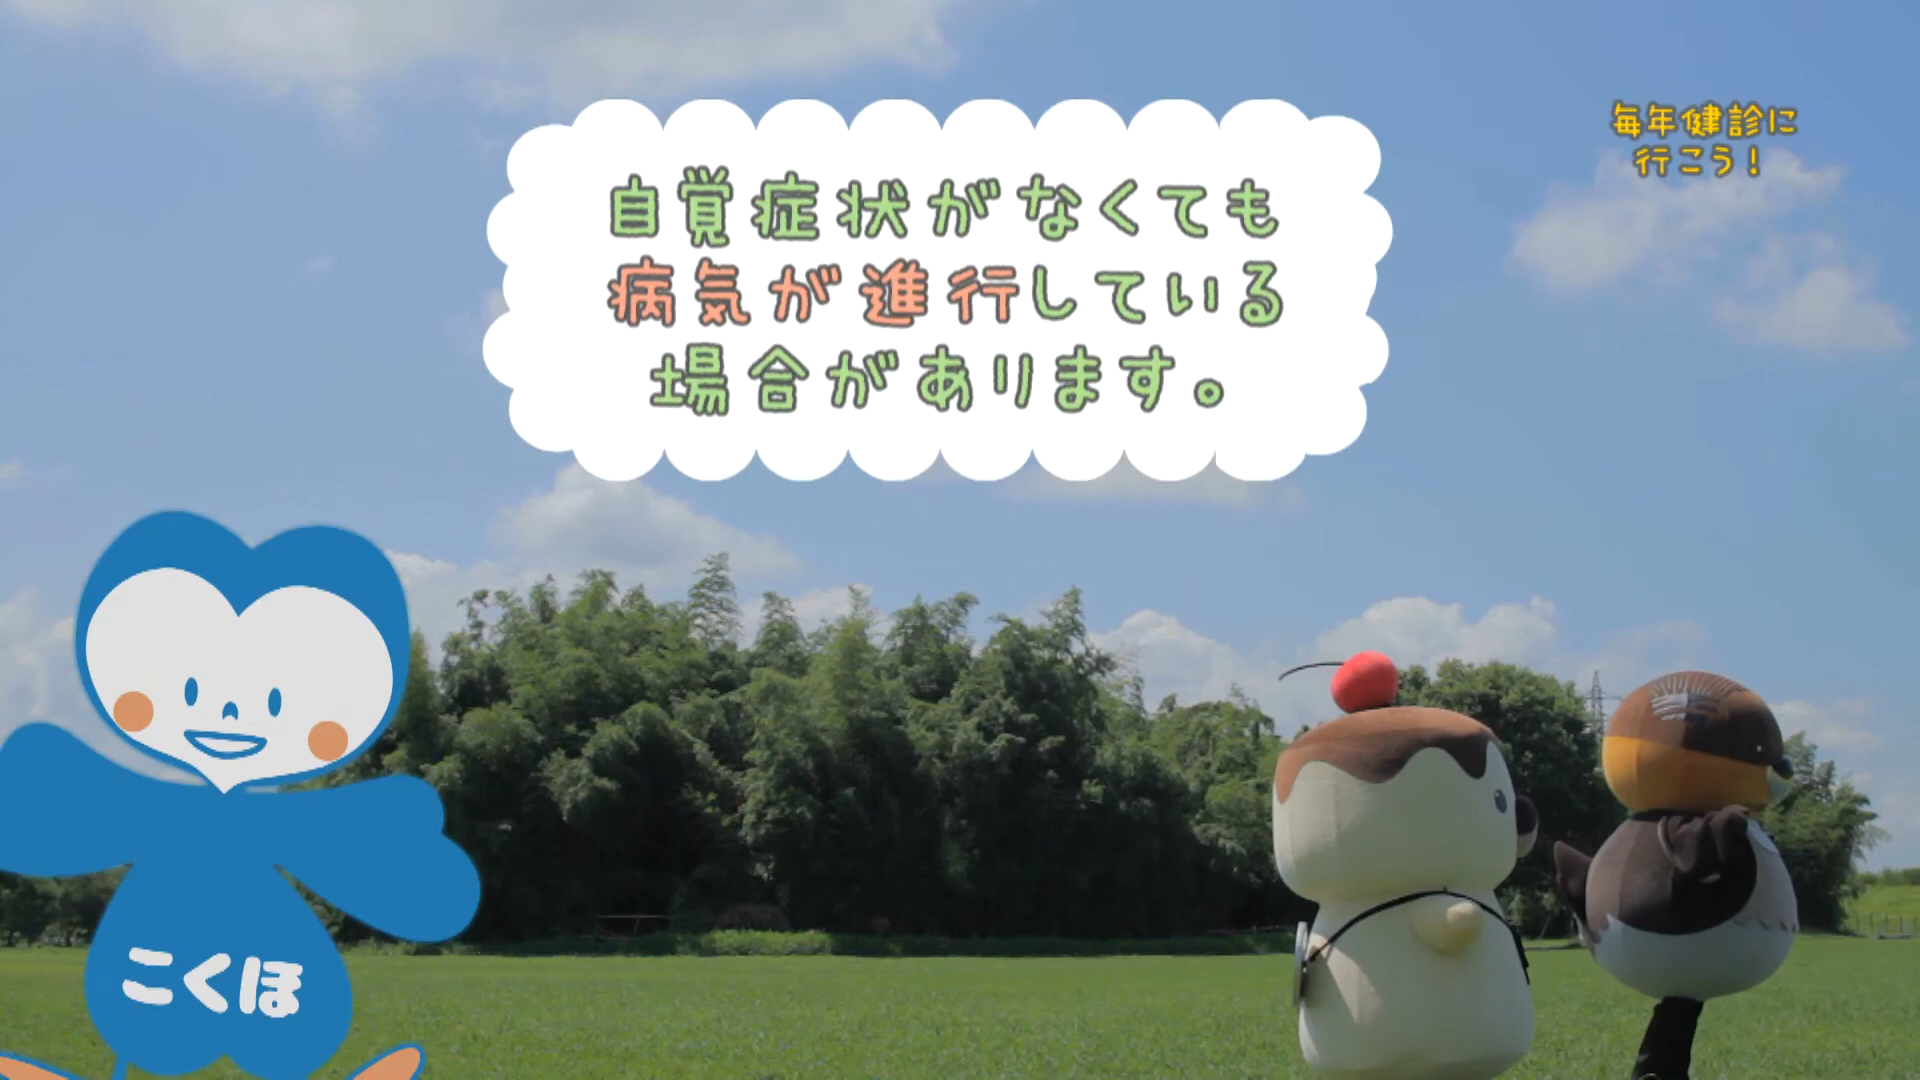 毎年健診に
行こう！
自覚症状がなくても
病気が進行している
場合があります。
こくほ